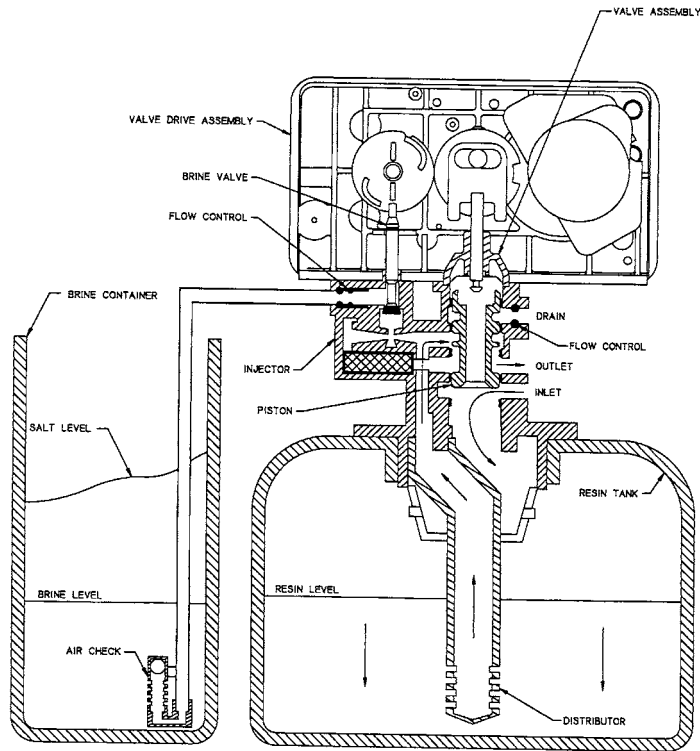 VALVE ASSEMBLY
VALVE DRIVE ASSEMBLY
BRINE VALVE
FLOW CONTROL
BRINE CONTAINER
DRAIN
FLOW CONTROL
INJECTOR
OUTLET
INLET
PISTON
SALT LEVEL
RESIN TANK
BRINE LEVEL
RESIN LEVEL
AIR CHECK
DISTRIBUTOR